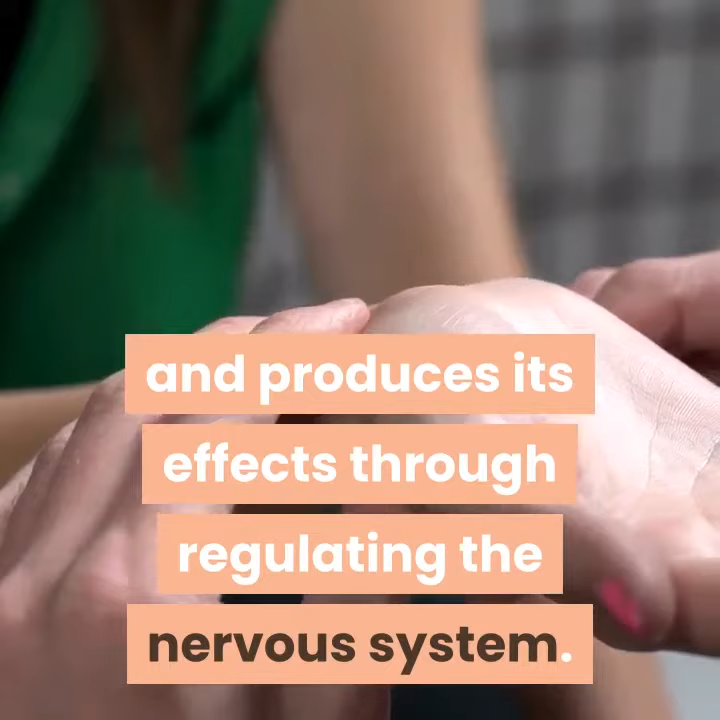 and produces its
effects through
regulating the
nervous system.